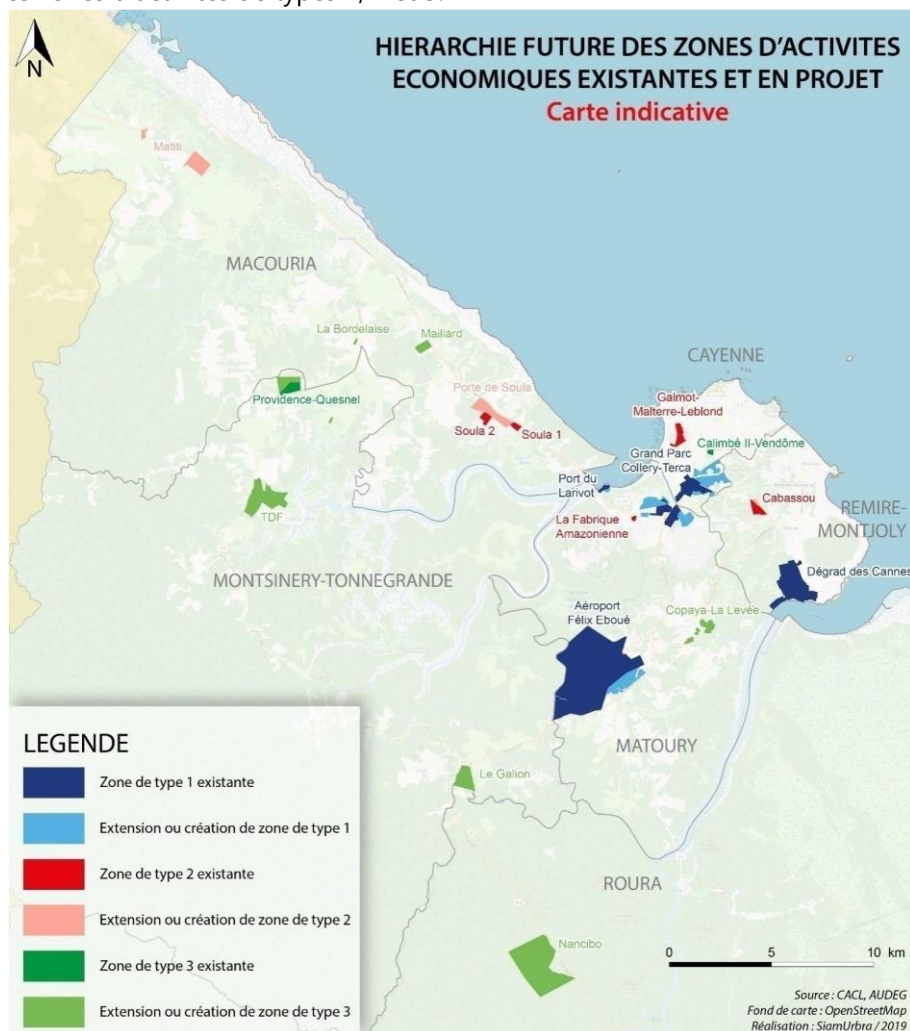 N
HIERARCHIE FUTURE DES ZONES D'ACTIVITES
ECONOMIQUES EXISTANTES ET EN PROJET
Carte indicative
Matiti
MACOURIA
La Bordelaise
Maillard
CAYENNE
Providence-Quesnel
Porte de Soula
Soula 2
Soula 1
Galmot-
Malterre-Leblond
Grand Parc
Collery-Terca
Calimbé II-Vendôme
Port du
Larivot
Cabassou
REMIRE-
MONTJOLY
TDF
La Fabrique
Amazonienne
MONTSINERY-TONNEGRANDE
Dégrad des Cannes
Aéroport
Félix Eboué
Copaya-La Levée
MATOURY
Le Galion
ROURA
Nancibo
LEGENDE
Zone de type 1 existante
Extension ou création de zone de type 1
Zone de type 2 existante
Extension ou création de zone de type 2
Zone de type 3 existante
Extension ou création de zone de type 3
0 5 10 km
Source : CACL, AUDEG
Fond de carte : OpenStreetMap
Réalisation : SiamUrbra / 2019